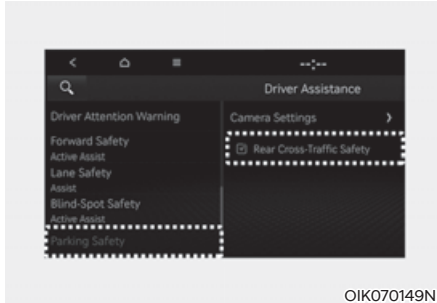 --:--
Driver Assistance
Driver Attention Warning
Forward Safety
Active Assist
Lane Safety
Assist
Blind-Spot Safety
Active Assist
Parking Safety
Camera Settings
Rear Cross-Traffic Safety
OIK070149N